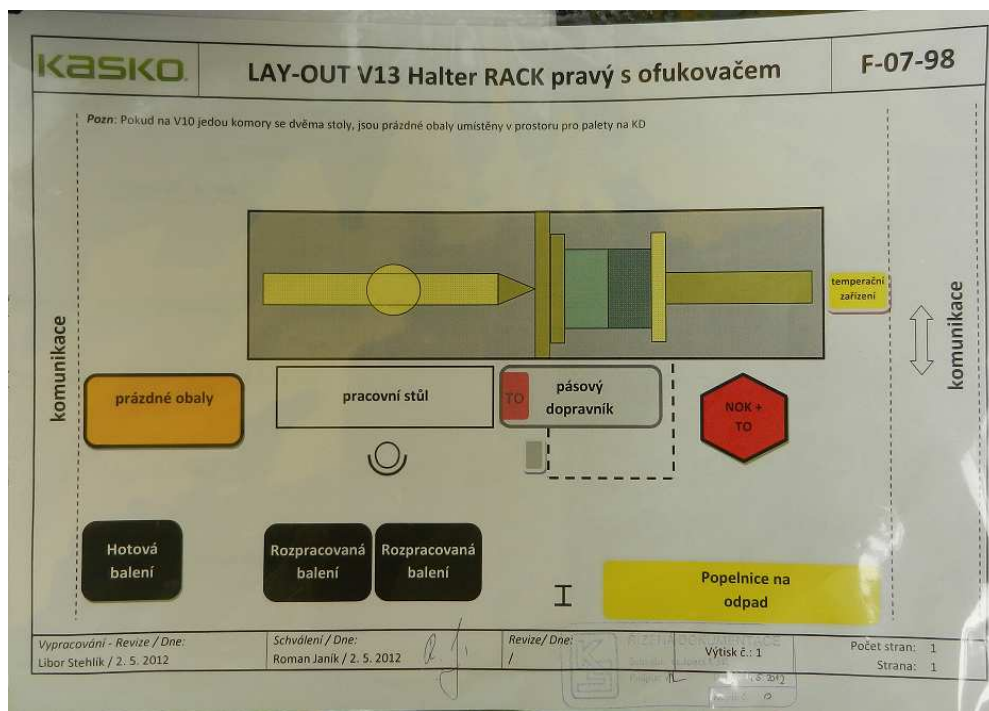 KASKO
LAY-OUT V13 Halter RACK pravý s ofukovačem
F-07-98
Pozn: Pokud na V10 jedou komory se dvěma stoly, jsou prázdné obaly umístěny v prostoru pro palety na KD
komunikace
temperační
zařízení
komunikace
prázdné obaly
pracovní stůl
TO
pásový
dopravník
NOK +
TO
Hotová
balení
Rozpracovaná
balení
Rozpracovaná
balení
Popelnice na
odpad
Vypracování - Revize / Dne:
Libor Stehlík / 2. 5. 2012
Schválení / Dne:
Roman Janík / 2. 5. 2012
Revize/ Dne:
/
ŘÍZENÁ DOKUMENTACE
Výtisk č.: 1
Počet stran: 1
Strana: 1